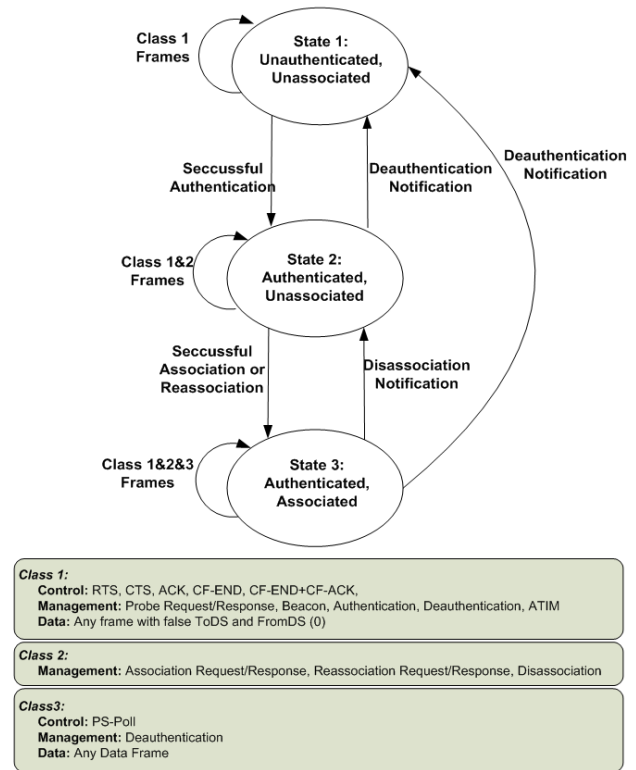 Class 1
Frames
State 1:
Unauthenticated,
Unassociated
Seccussful
Authentication
Deauthentication
Notification
Deauthentication
Notification
Class 1&2
Frames
State 2:
Authenticated,
Unassociated
Seccussful
Association or
Reassociation
Disassociation
Notification
Class 1&2&3
Frames
State 3:
Authenticated,
Associated
Class 1:
Control: RTS, CTS, ACK, CF-END, CF-END+CF-ACK,
Management: Probe Request/Response, Beacon, Authentication, Deauthentication, ATIM
Data: Any frame with false ToDS and FromDS (0)
Class 2:
Management: Association Request/Response, Reassociation Request/Response, Disassociation
Class3:
Control: PS-Poll
Management: Deauthentication
Data: Any Data Frame